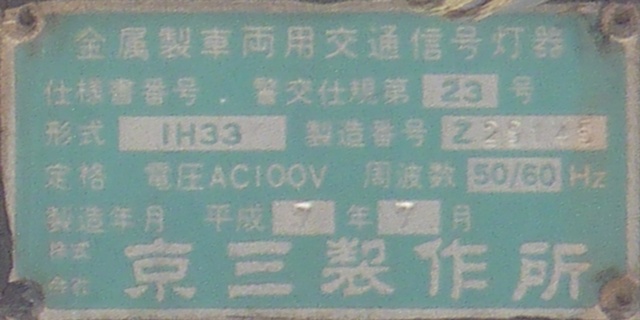 金属製車両用交通信号灯器
仕様書番号 . 警交仕規第 23 号
形式 1H33 製造番号 Z29145
定格 電圧AC100V 周波数 50/60 Hz
製造年月 平成 7 年 7 月
株式会社 京三製作所